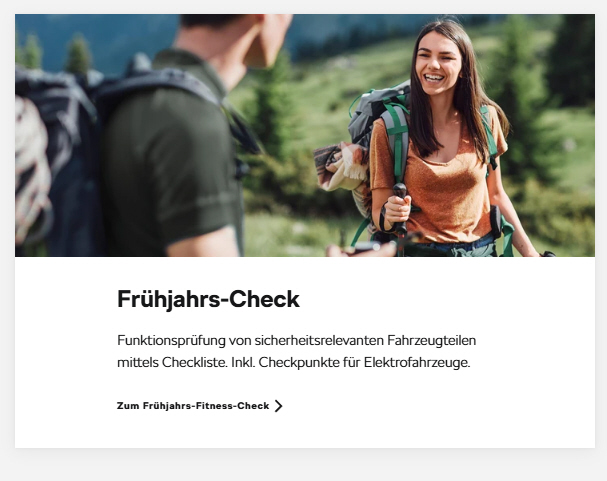 Frühjahrs-Check
Funktionsprüfung von sicherheitsrelevanten Fahrzeugteilen
mittels Checkliste. Inkl. Checkpunkte für Elektrofahrzeuge.
Zum Frühjahrs-Fitness-Check